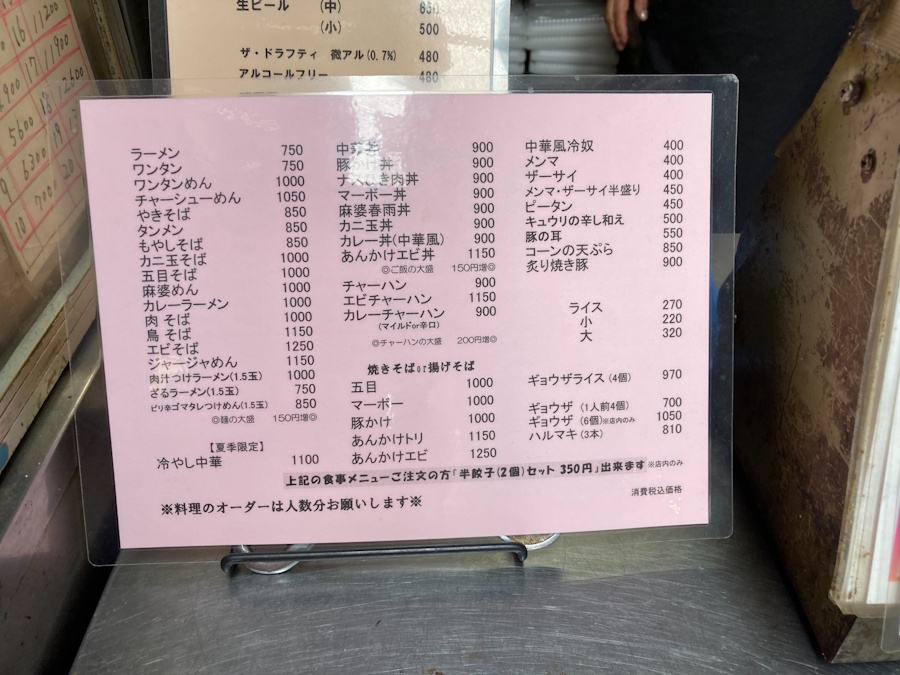 生ビール (中) 650
(小) 500
ザ・ドラフティ 微アル(0.7%) 480
アルコールフリー 480
ラーメン 750
ワンタン 750
ワンタンめん 1000
チャーシューめん 1050
やきそば 850
タンメン 850
もやしそば 850
カニ玉そば 1000
五目そば 1000
麻婆めん 1000
カレーラーメン 1000
肉 そば 1000
鳥 そば 1150
エビそば 1250
ジャージャめん 1150
肉汁つけラーメン(1.5玉) 1000
ざるラーメン(1.5玉) 750
ピリ辛ゴマタレつけめん(1.5玉) 850
◎麺の大盛 150円増◎
【夏季限定】
冷やし中華 1100
中華丼 900
豚かけ丼 900
き肉丼 900
マーボー丼 900
麻婆春雨丼 900
カニ玉丼 900
カレー丼(中華風) 900
あんかけエビ丼 1150
◎ご飯の大盛 150円増◎
チャーハン 900
エビチャーハン 1150
カレーチャーハン 900
(マイルドor辛口)
◎チャーハンの大盛 200円増◎
焼きそばor揚げそば
五目 1000
マーボー 1000
豚かけ 1000
あんかけトリ 1150
あんかけエビ 1250
中華風冷奴 400
メンマ 400
ザーサイ 400
メンマ・ザーサイ半盛り 450
ピータン 450
キュウリの辛し和え 500
豚の耳 550
コーンの天ぷら 850
炙り焼き豚 900
ライス 270
小 220
大 320
ギョウザライス (4個) 970
ギョウザ (1人前4個) 700
ギョウザ (6個)※店内のみ 1050
ハルマキ (3本) 810
上記の食事メニューご注文の方「半餃子(2個)セット 350円」出来ます ※店内のみ
※料理のオーダーは人数分お願いします※
消費税込価格